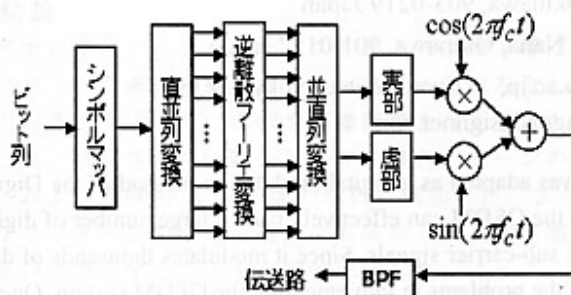 cos(2πf_ct)
ビット列
シンボルマッパ
直並列変換
逆離散フーリエ変換
並直列変換
実部
虚部
×
×
+
sin(2πf_ct)
伝送路
BPF